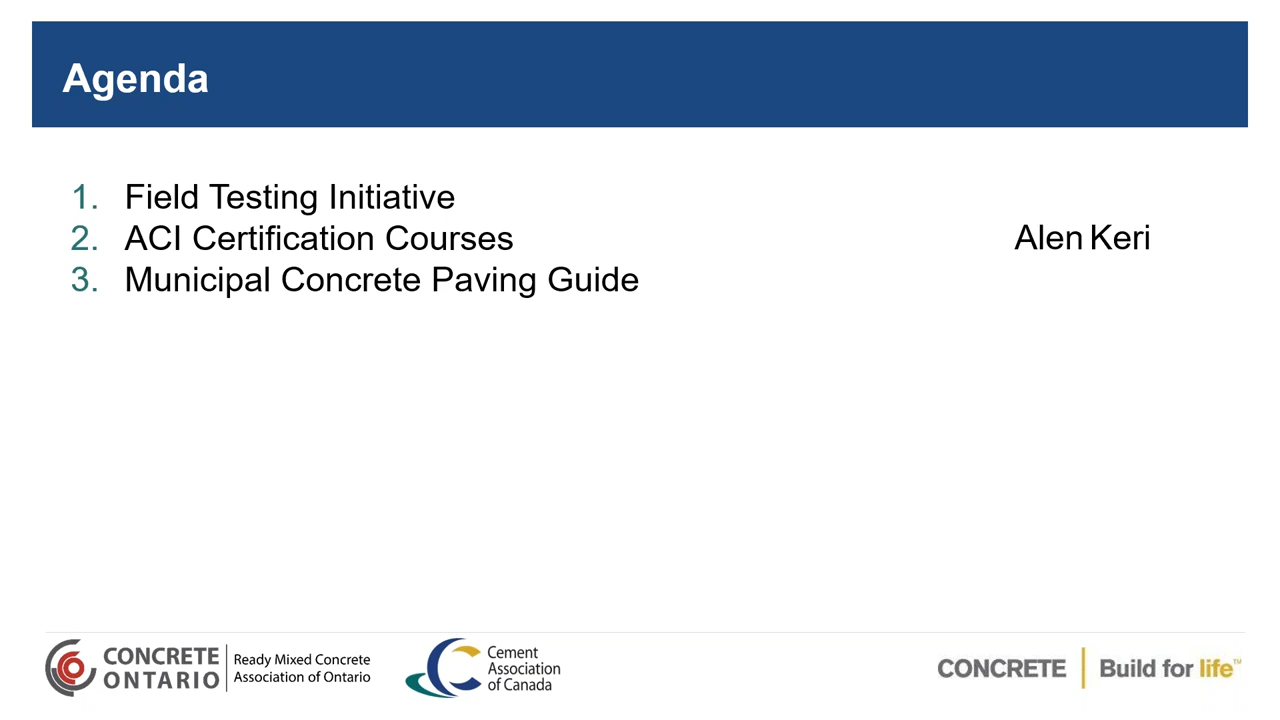 Agenda
1. Field Testing Initiative
2. ACI Certification Courses
Alen Keri
3. Municipal Concrete Paving Guide
CONCRETE ONTARIO
Ready Mixed Concrete
Association of Ontario
Cement
Association
of Canada
CONCRETE | Build for life™